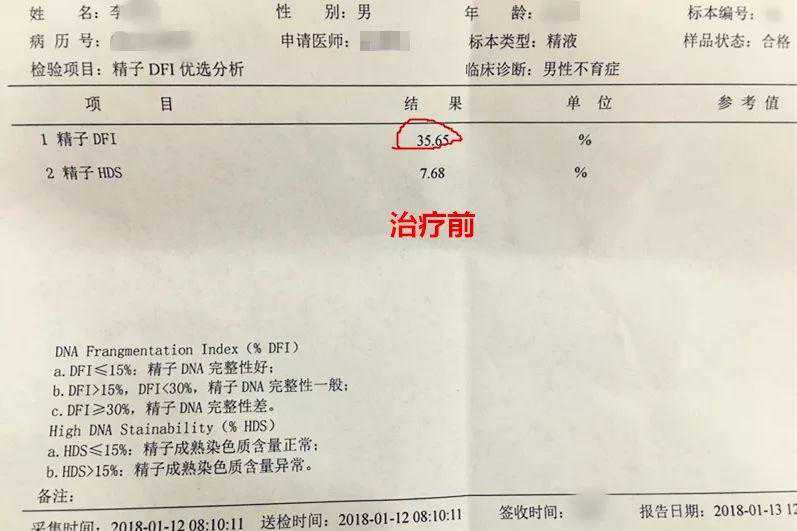 姓 名: 李 性 别: 男 年 龄: 标本编号:
病 历 号: 申请医师: 标本类型: 精液 样品状态: 合格
检验项目: 精子 DFI 优选分析 临床诊断: 男性不育症
项 目 结 果 单 位 参 考 值
1 精子 DFI 35.65 %
2 精子 HDS 7.68 %
治疗前
DNA Frangmentation Index (% DFI)
a. DFI≤15%: 精子 DNA 完整性好;
b. DFI>15%, DFI<30%, 精子 DNA 完整性一般;
c. DFI≥30%, 精子 DNA 完整性差。
High DNA Stainability (% HDS)
a. HDS≤15%: 精子成熟染色质含量正常;
b. HDS>15%: 精子成熟染色质含量异常。
备注:
采集时间: 2018-01-12 08:10:11 送检时间: 2018-01-12 08:10:11 签收时间: 报告日期: 2018-01-13 12